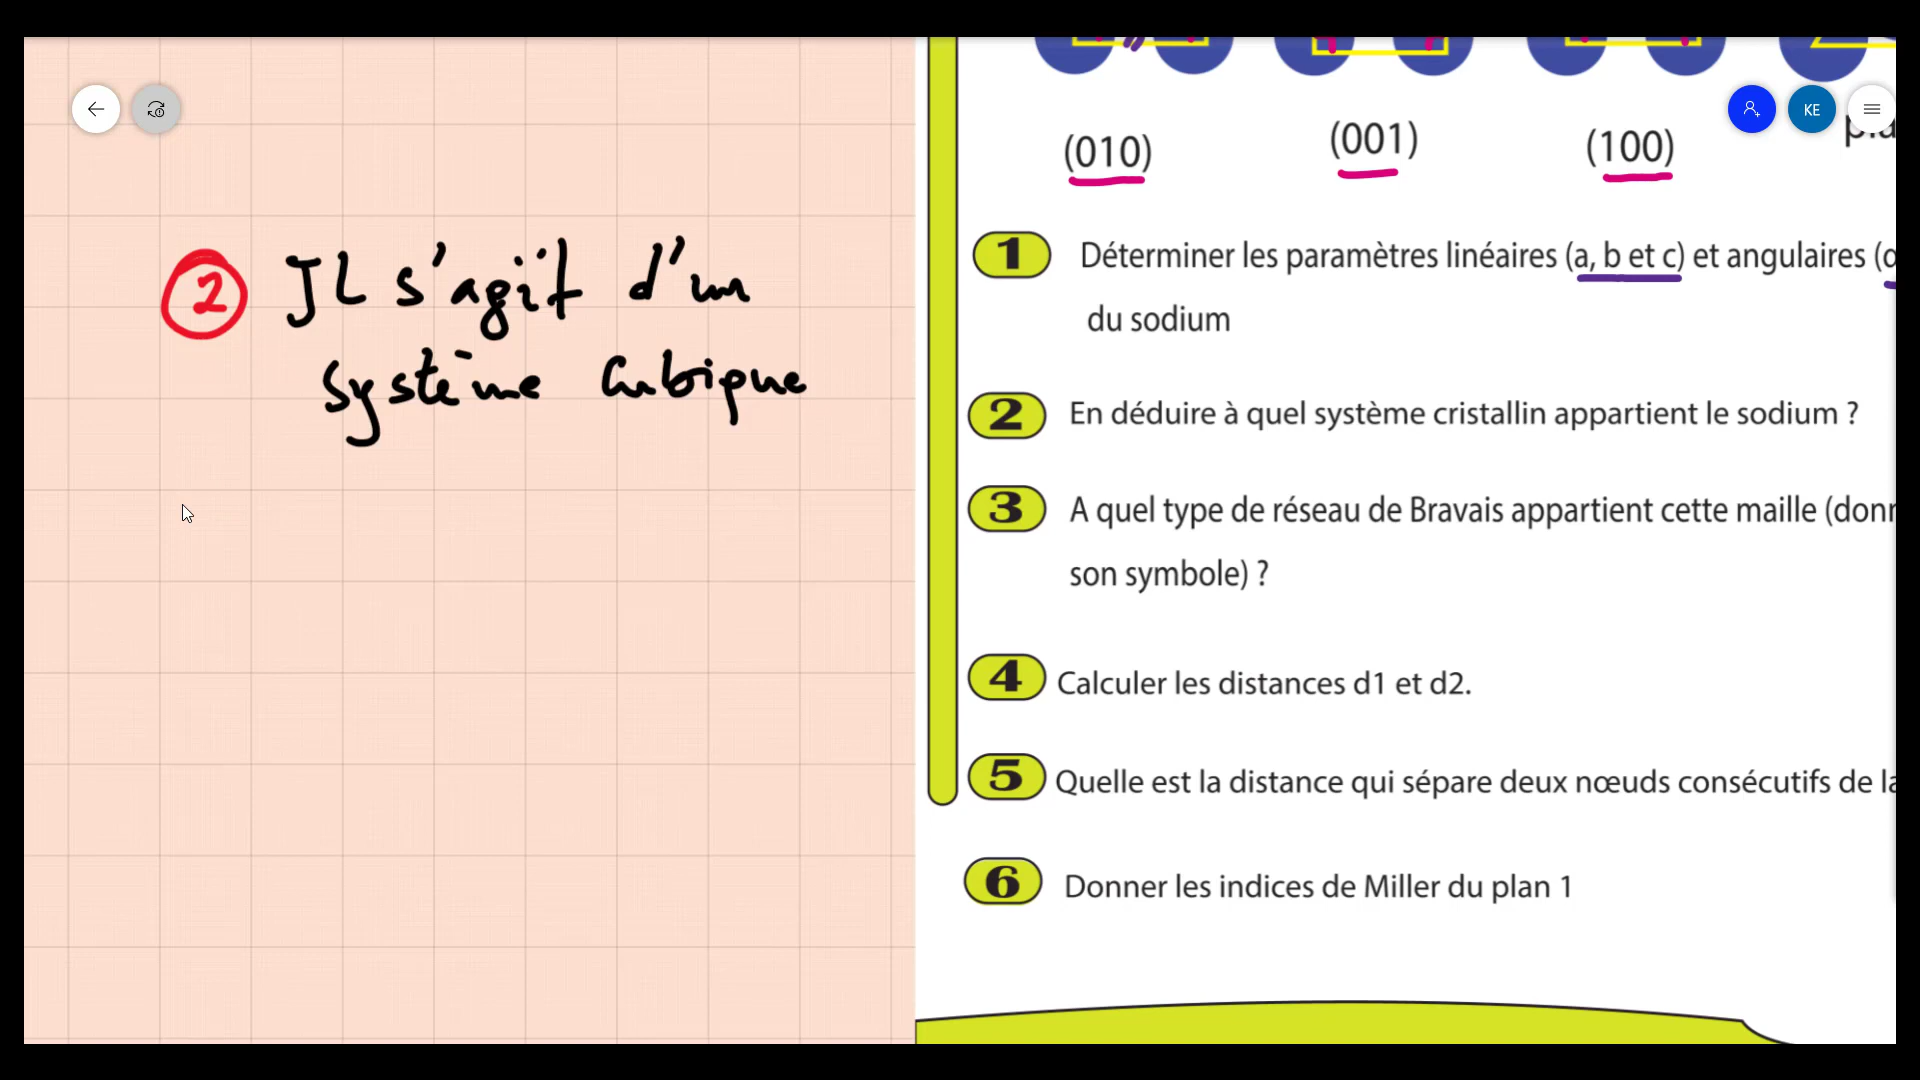 KE
(010)
(001)
(100)
② Il s'agit d'un
système cubique
1 Déterminer les paramètres linéaires (a, b et c) et angulaires (
du sodium
2 En déduire à quel système cristallin appartient le sodium ?
3 A quel type de réseau de Bravais appartient cette maille (donn
son symbole) ?
4 Calculer les distances d1 et d2.
5 Quelle est la distance qui sépare deux nœuds consécutifs de la
6 Donner les indices de Miller du plan 1